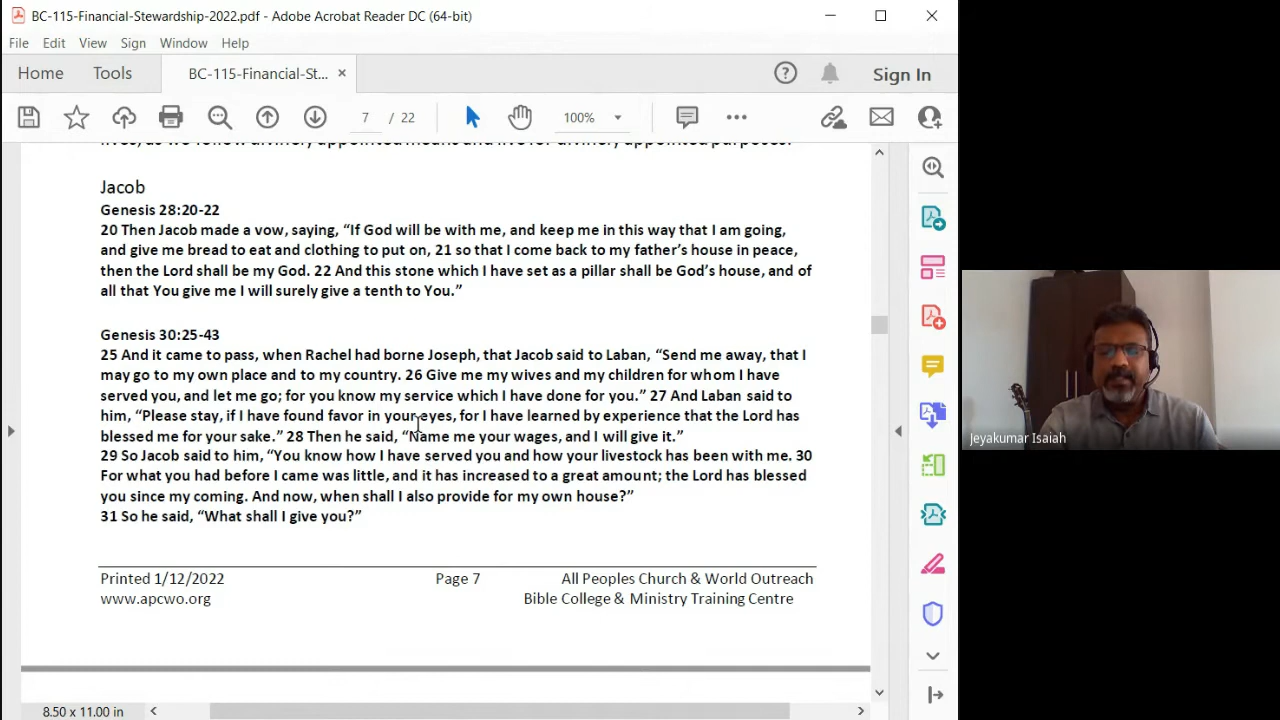 BC-115-Financial-Stewardship-2022.pdf - Adobe Acrobat Reader DC (64-bit)
File Edit View Sign Window Help
Home Tools BC-115-Financial-St... × Sign In
7 / 22 100%
lives, as we follow divinely appointed means and live for divinely appointed purposes.
Jacob
Genesis 28:20-22
20 Then Jacob made a vow, saying, “If God will be with me, and keep me in this way that I am going,
and give me bread to eat and clothing to put on, 21 so that I come back to my father’s house in peace,
then the Lord shall be my God. 22 And this stone which I have set as a pillar shall be God’s house, and of
all that You give me I will surely give a tenth to You.”
Genesis 30:25-43
25 And it came to pass, when Rachel had borne Joseph, that Jacob said to Laban, “Send me away, that I
may go to my own place and to my country. 26 Give me my wives and my children for whom I have
served you, and let me go; for you know my service which I have done for you.” 27 And Laban said to
him, “Please stay, if I have found favor in your eyes, for I have learned by experience that the Lord has
blessed me for your sake.” 28 Then he said, “Name me your wages, and I will give it.”
29 So Jacob said to him, “You know how I have served you and how your livestock has been with me. 30
For what you had before I came was little, and it has increased to a great amount; the Lord has blessed
you since my coming. And now, when shall I also provide for my own house?”
31 So he said, “What shall I give you?”
Printed 1/12/2022 Page 7 All Peoples Church & World Outreach
www.apcwo.org Bible College & Ministry Training Centre
8.50 x 11.00 in
Jeyakumar Isaiah